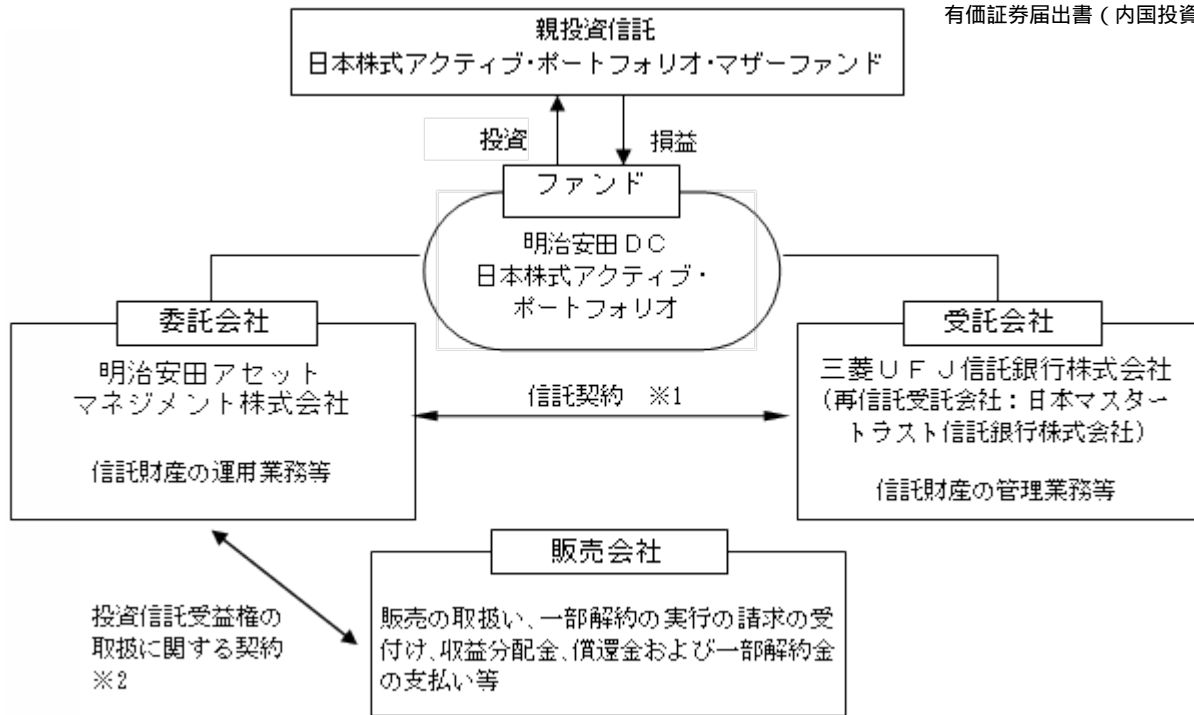 有価証券届出書（内国投資
親投資信託
日本株式アクティブ・ポートフォリオ・マザーファンド
投資
損益
ファンド
明治安田ＤＣ
日本株式アクティブ・
ポートフォリオ
委託会社
明治安田アセット
マネジメント株式会社
信託財産の運用業務等
信託契約　※1
受託会社
三菱ＵＦＪ信託銀行株式会社
（再信託受託会社：日本マスター
トラスト信託銀行株式会社）
信託財産の管理業務等
投資信託受益権の
取扱に関する契約
※2
販売会社
販売の取扱い、一部解約の実行の請求の受
付け、収益分配金、償還金および一部解約金
の支払い等